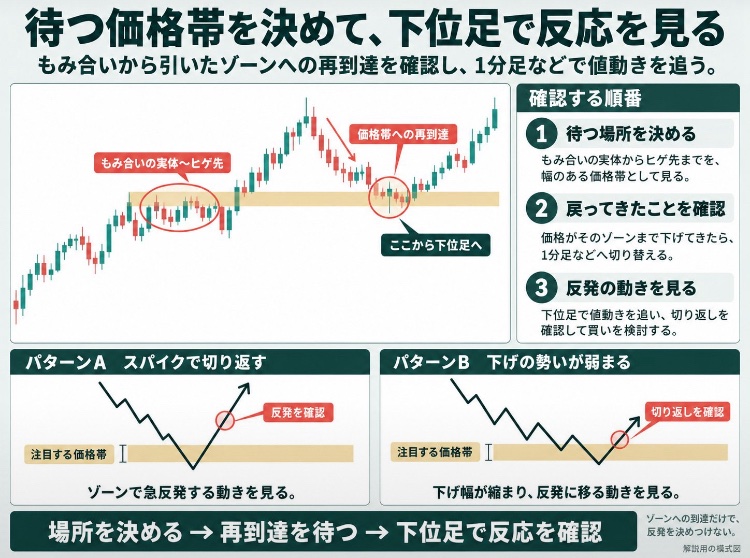 待つ価格帯を決めて、下位足で反応を見る
もみ合いから引いたゾーンへの再到達を確認し、1分足などで値動きを追う。
もみ合いの実体〜ヒゲ先
価格帯への再到達
ここから下位足へ
確認する順番
1 待つ場所を決める
もみ合いの実体からヒゲ先までを、
幅のある価格帯として見る。
2 戻ってきたことを確認
価格がそのゾーンまで下げてきたら、
1分足などへ切り替える。
3 反発の動きを見る
下位足で値動きを追い、切り返しを
確認して買いを検討する。
パターンA スパイクで切り返す
反発を確認
注目する価格帯
ゾーンで急反発する動きを見る。
パターンB 下げの勢いが弱まる
切り返しを確認
注目する価格帯
下げ幅が縮まり、反発に移る動きを見る。
場所を決める → 再到達を待つ → 下位足で反応を確認
ゾーンへの到達だけで、
反発を決めつけない。
解説用の模式図